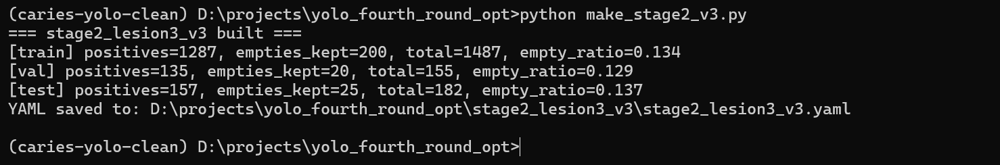 (caries-yolo-clean) D:\projects\yolo_fourth_round_opt>python make_stage2_v3.py
=== stage2_lesion3_v3 built ===
[train] positives=1287, empties_kept=200, total=1487, empty_ratio=0.134
[val] positives=135, empties_kept=20, total=155, empty_ratio=0.129
[test] positives=157, empties_kept=25, total=182, empty_ratio=0.137
YAML saved to: D:\projects\yolo_fourth_round_opt\stage2_lesion3_v3\stage2_lesion3_v3.yaml
(caries-yolo-clean) D:\projects\yolo_fourth_round_opt>